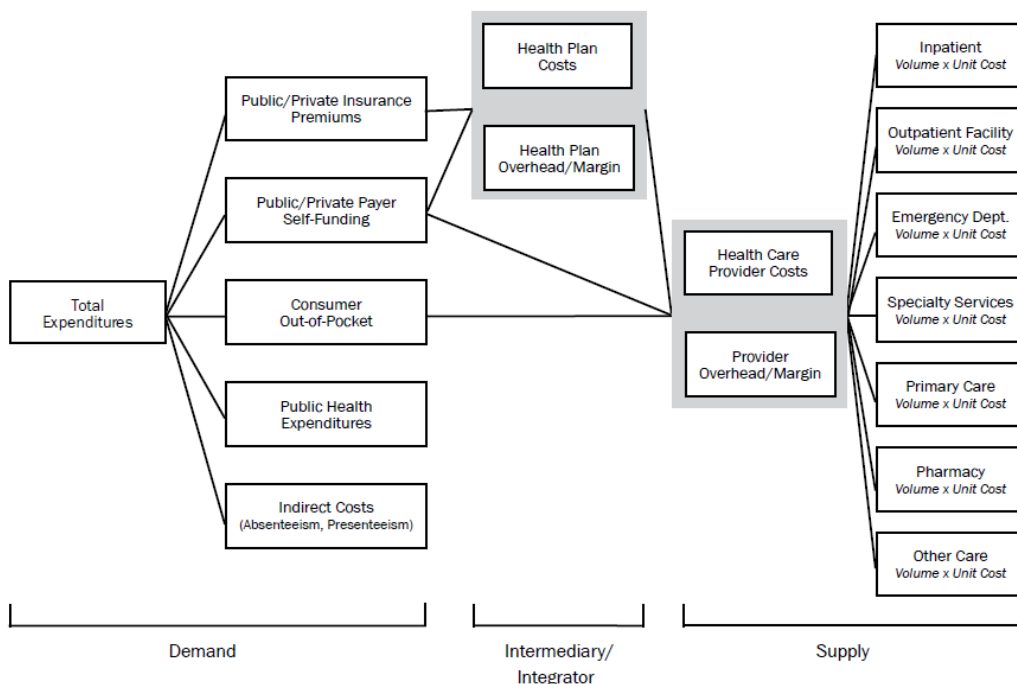 Total
Expenditures
Public/Private Insurance
Premiums
Public/Private Payer
Self-Funding
Consumer
Out-of-Pocket
Public Health
Expenditures
Indirect Costs
(Absenteeism, Presenteeism)
Health Plan
Costs
Health Plan
Overhead/Margin
Health Care
Provider Costs
Provider
Overhead/Margin
Inpatient
Volume x Unit Cost
Outpatient Facility
Volume x Unit Cost
Emergency Dept.
Volume x Unit Cost
Specialty Services
Volume x Unit Cost
Primary Care
Volume x Unit Cost
Pharmacy
Volume x Unit Cost
Other Care
Volume x Unit Cost
Demand
Intermediary/
Integrator
Supply